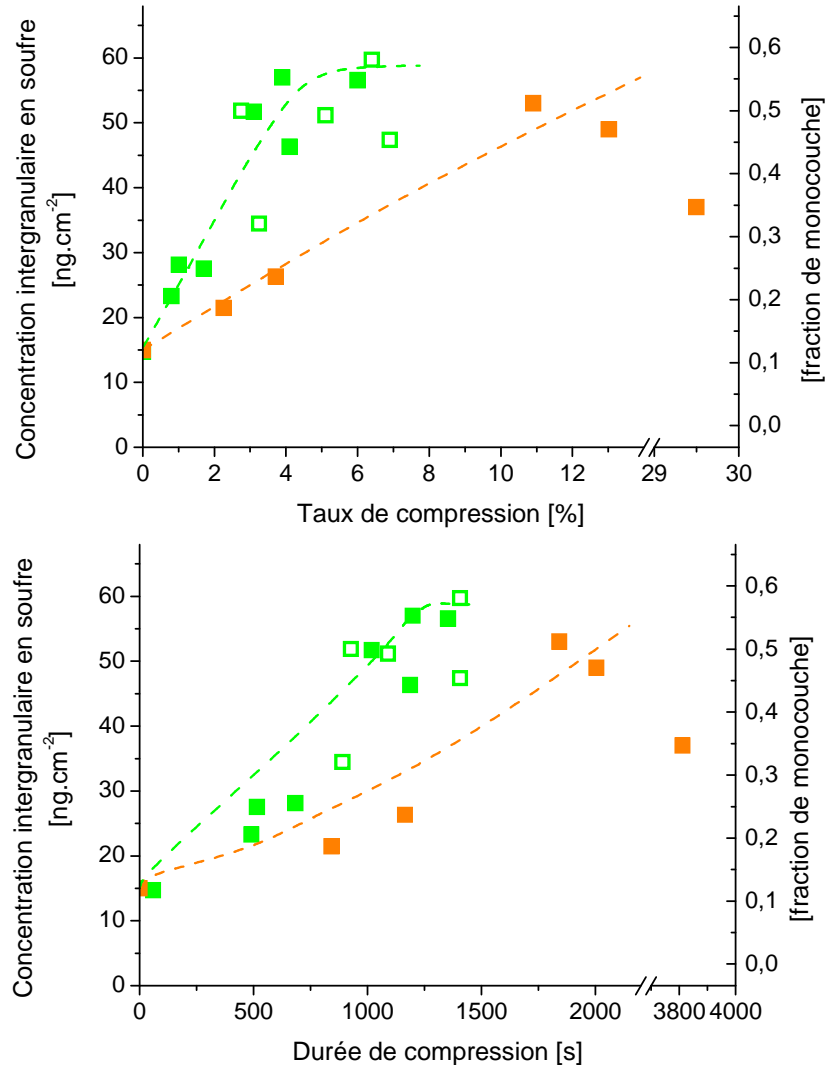 Concentration intergranulaire en soufre
[ng.cm⁻²]
60
50
40
30
20
10
0
0,6
0,5
0,4
0,3
0,2
0,1
0,0
[fraction de monocouche]
0 2 4 6 8 10 12 29 30
Taux de compression [%]
Concentration intergranulaire en soufre
[ng.cm⁻²]
60
50
40
30
20
10
0
0,6
0,5
0,4
0,3
0,2
0,1
0,0
[fraction de monocouche]
0 500 1000 1500 2000 3800 4000
Durée de compression [s]